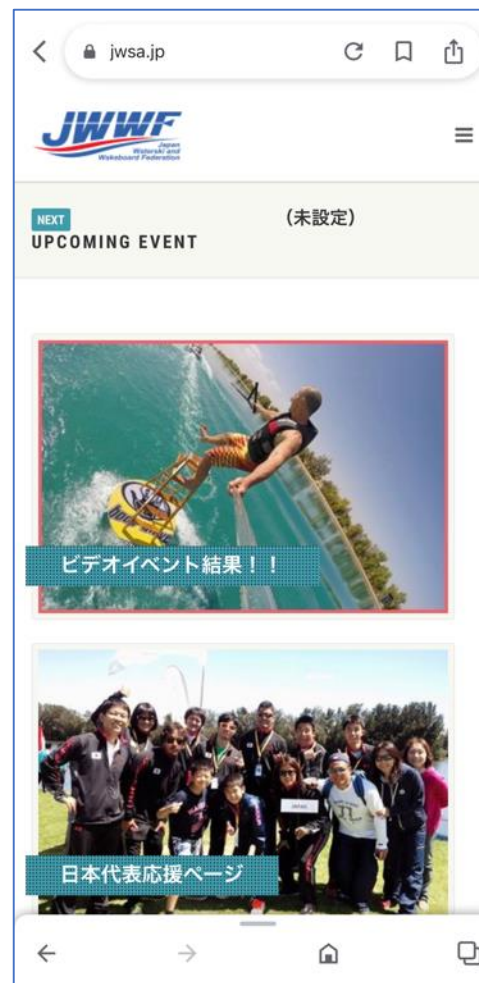 jwsa.jp
JWWF
Japan
Waterski and
Wakeboard Federation
NEXT
UPCOMING EVENT
（未設定）
ビデオイベント結果！！
JAPAN
日本代表応援ページ